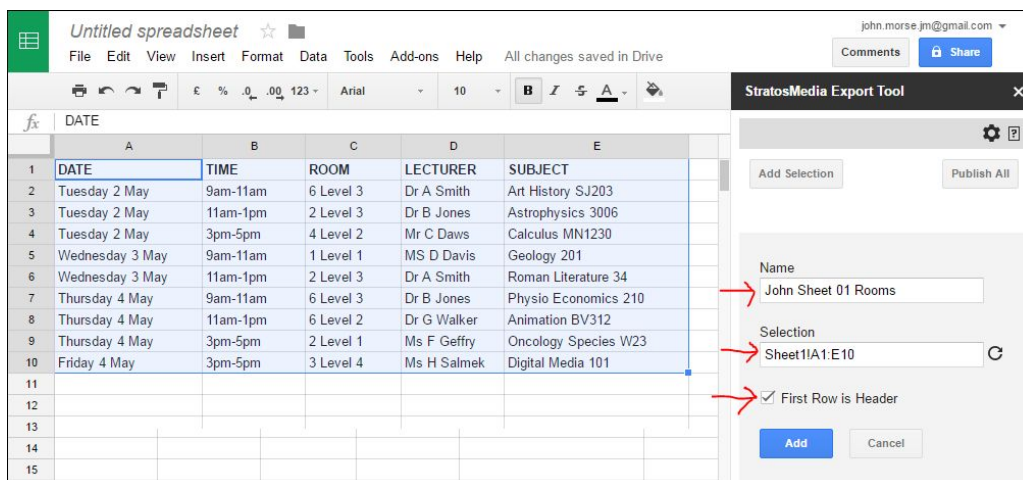 Untitled spreadsheet
john.morse.jm@gmail.com
File Edit View Insert Format Data Tools Add-ons Help All changes saved in Drive
Comments Share
£ % .0 .00 123 Arial 10 B I S A
StratosMedia Export Tool x
fx DATE
?
A B C D E
Add Selection Publish All
1 DATE TIME ROOM LECTURER SUBJECT
2 Tuesday 2 May 9am-11am 6 Level 3 Dr A Smith Art History SJ203
3 Tuesday 2 May 11am-1pm 2 Level 3 Dr B Jones Astrophysics 3006
4 Tuesday 2 May 3pm-5pm 4 Level 2 Mr C Daws Calculus MN1230
5 Wednesday 3 May 9am-11am 1 Level 1 MS D Davis Geology 201
6 Wednesday 3 May 11am-1pm 2 Level 3 Dr A Smith Roman Literature 34
7 Thursday 4 May 9am-11am 6 Level 3 Dr B Jones Physio Economics 210
8 Thursday 4 May 11am-1pm 6 Level 2 Dr G Walker Animation BV312
9 Thursday 4 May 3pm-5pm 2 Level 1 Ms F Geffry Oncology Species W23
10 Friday 4 May 3pm-5pm 3 Level 4 Ms H Salmek Digital Media 101
11
12
13
14
15
Name
John Sheet 01 Rooms
Selection
Sheet1!A1:E10
First Row is Header
Add Cancel